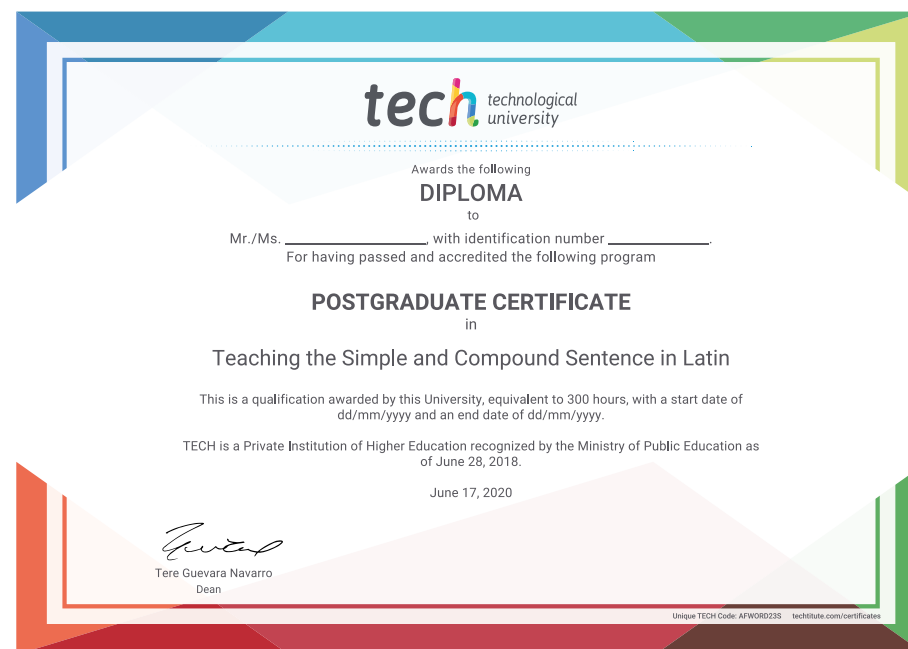 tech technological
university
Awards the following
DIPLOMA
to
Mr./Ms. ____________________, with identification number ______________.
For having passed and accredited the following program
POSTGRADUATE CERTIFICATE
in
Teaching the Simple and Compound Sentence in Latin
This is a qualification awarded by this University, equivalent to 300 hours, with a start date of
dd/mm/yyyy and an end date of dd/mm/yyyy.
TECH is a Private Institution of Higher Education recognized by the Ministry of Public Education as
of June 28, 2018.
June 17, 2020
Tere Guevara Navarro
Dean
Unique TECH Code: AFWORD23S techtitute.com/certificates